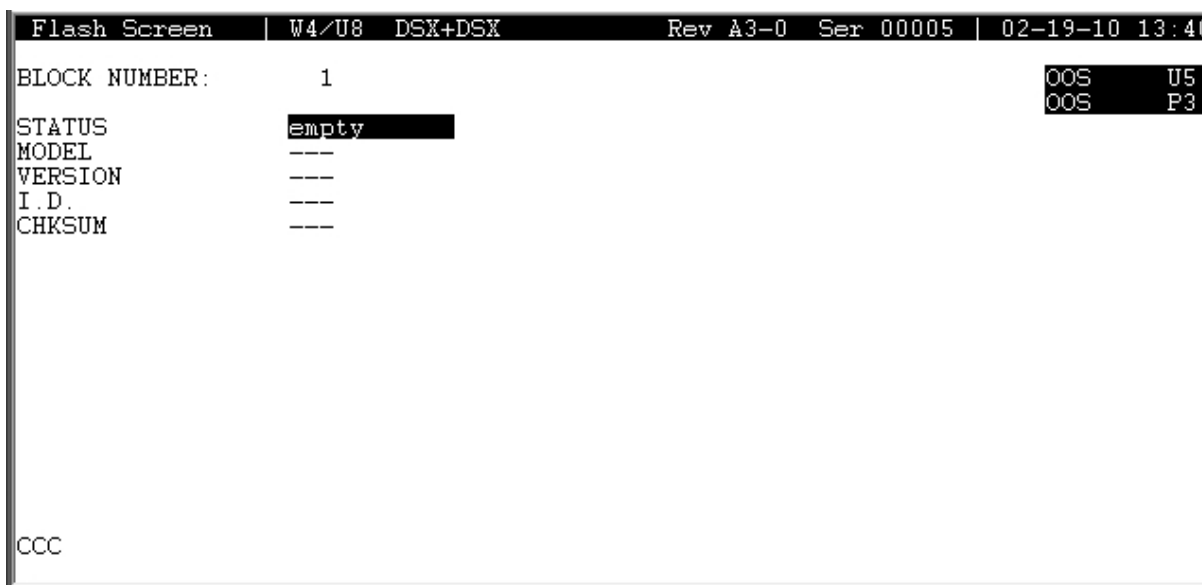 Flash Screen | W4/U8 DSX+DSX Rev A3-0 Ser 00005 | 02-19-10 13:40
BLOCK NUMBER: 1 OOS U5
OOS P3
STATUS empty
MODEL ---
VERSION ---
I.D. ---
CHKSUM ---
CCC